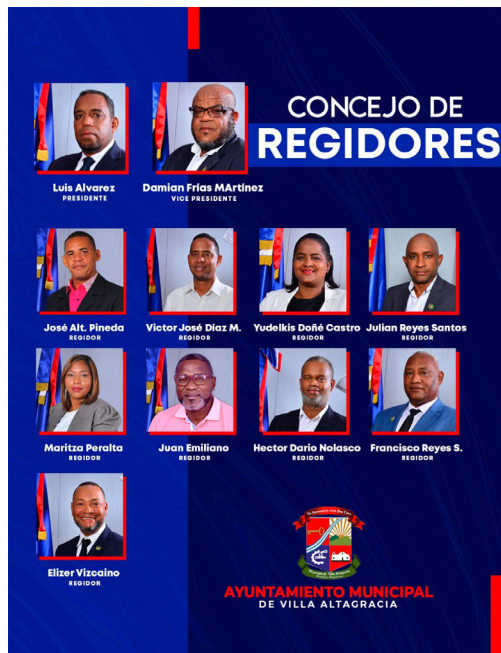 CONCEJO DE
REGIDORES
Luis Alvarez
PRESIDENTE
Damian Frías MArtínez
VICE PRESIDENTE
José Alt. Pineda
REGIDOR
Victor José Díaz M.
REGIDOR
Yudelkis Doñé Castro
REGIDOR
Julian Reyes Santos
REGIDOR
Maritza Peralta
REGIDOR
Juan Emiliano
REGIDOR
Hector Dario Nolasco
REGIDOR
Francisco Reyes S.
REGIDOR
Elizer Vizcaino
REGIDOR
AYUNTAMIENTO MUNICIPAL
DE VILLA ALTAGRACIA